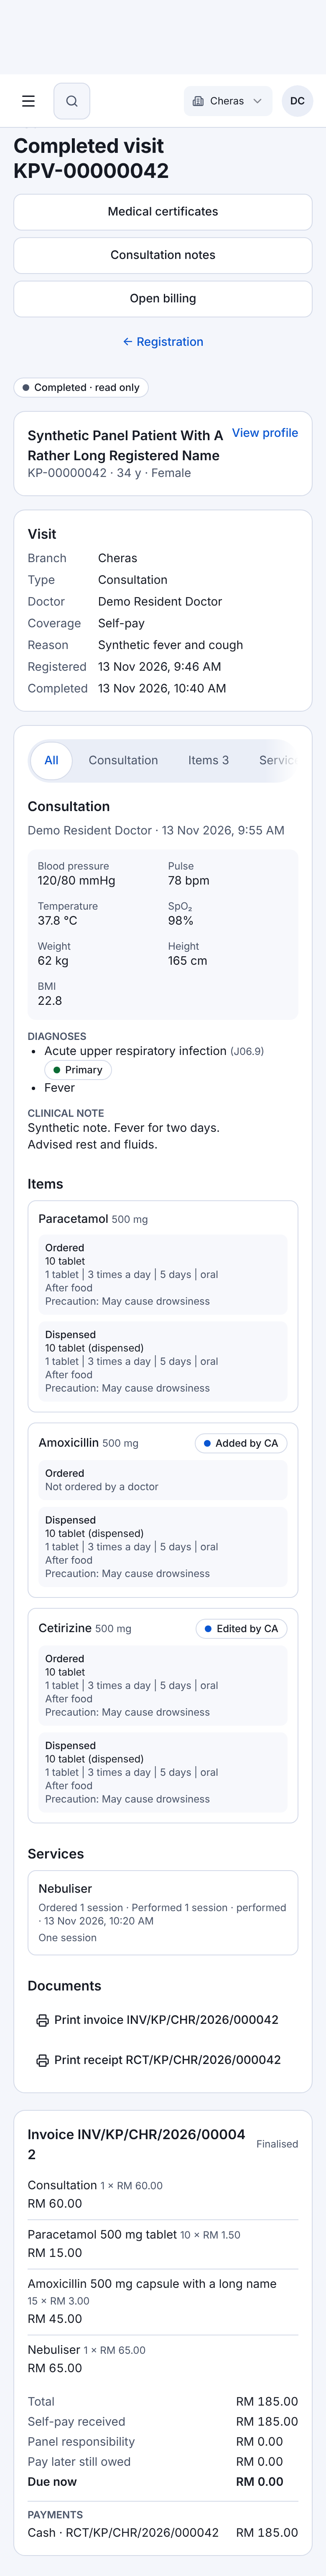 Cheras
DC
Completed visit
KPV-00000042
Medical certificates
Consultation notes
Open billing
← Registration
Completed · read only
Synthetic Panel Patient With A
Rather Long Registered Name
View profile
KP-00000042 · 34 y · Female
Visit
Branch Cheras
Type Consultation
Doctor Demo Resident Doctor
Coverage Self-pay
Reason Synthetic fever and cough
Registered 13 Nov 2026, 9:46 AM
Completed 13 Nov 2026, 10:40 AM
All Consultation Items 3 Servic
Consultation
Demo Resident Doctor · 13 Nov 2026, 9:55 AM
Blood pressure Pulse
120/80 mmHg 78 bpm
Temperature SpO₂
37.8 °C 98%
Weight Height
62 kg 165 cm
BMI
22.8
DIAGNOSES
• Acute upper respiratory infection (J06.9)
Primary
• Fever
CLINICAL NOTE
Synthetic note. Fever for two days.
Advised rest and fluids.
Items
Paracetamol 500 mg
Ordered
10 tablet
1 tablet | 3 times a day | 5 days | oral
After food
Precaution: May cause drowsiness
Dispensed
10 tablet (dispensed)
1 tablet | 3 times a day | 5 days | oral
After food
Precaution: May cause drowsiness
Amoxicillin 500 mg Added by CA
Ordered
Not ordered by a doctor
Dispensed
10 tablet (dispensed)
1 tablet | 3 times a day | 5 days | oral
After food
Precaution: May cause drowsiness
Cetirizine 500 mg Edited by CA
Ordered
10 tablet
1 tablet | 3 times a day | 5 days | oral
After food
Precaution: May cause drowsiness
Dispensed
10 tablet (dispensed)
1 tablet | 3 times a day | 5 days | oral
After food
Precaution: May cause drowsiness
Services
Nebuliser
Ordered 1 session · Performed 1 session · performed
· 13 Nov 2026, 10:20 AM
One session
Documents
Print invoice INV/KP/CHR/2026/000042
Print receipt RCT/KP/CHR/2026/000042
Invoice INV/KP/CHR/2026/00004
2
Finalised
Consultation 1 × RM 60.00
RM 60.00
Paracetamol 500 mg tablet 10 × RM 1.50
RM 15.00
Amoxicillin 500 mg capsule with a long name
15 × RM 3.00
RM 45.00
Nebuliser 1 × RM 65.00
RM 65.00
Total RM 185.00
Self-pay received RM 185.00
Panel responsibility RM 0.00
Pay later still owed RM 0.00
Due now RM 0.00
PAYMENTS
Cash · RCT/KP/CHR/2026/000042 RM 185.00